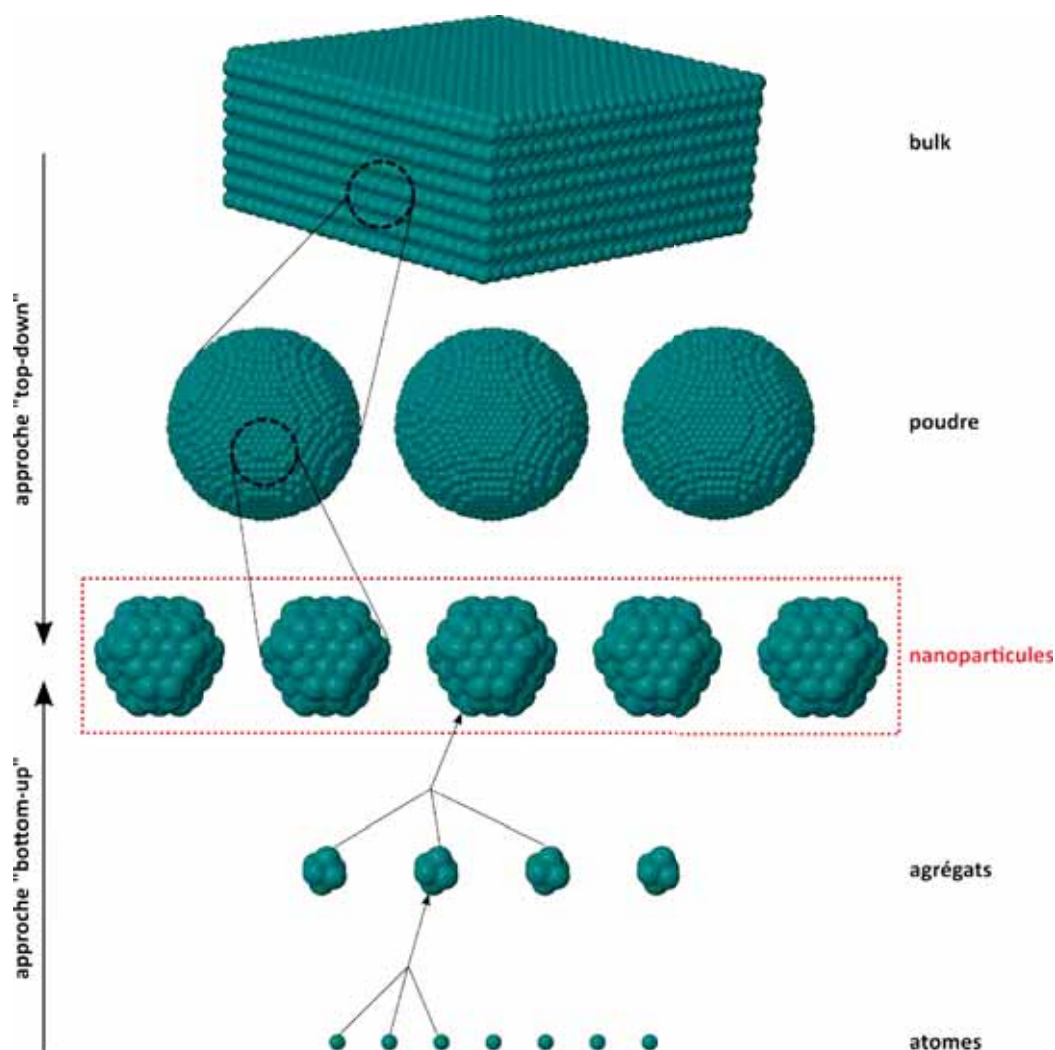 bulk
approche "top-down"
poudre
nanoparticules
approche "bottom-up"
agrégats
atomes